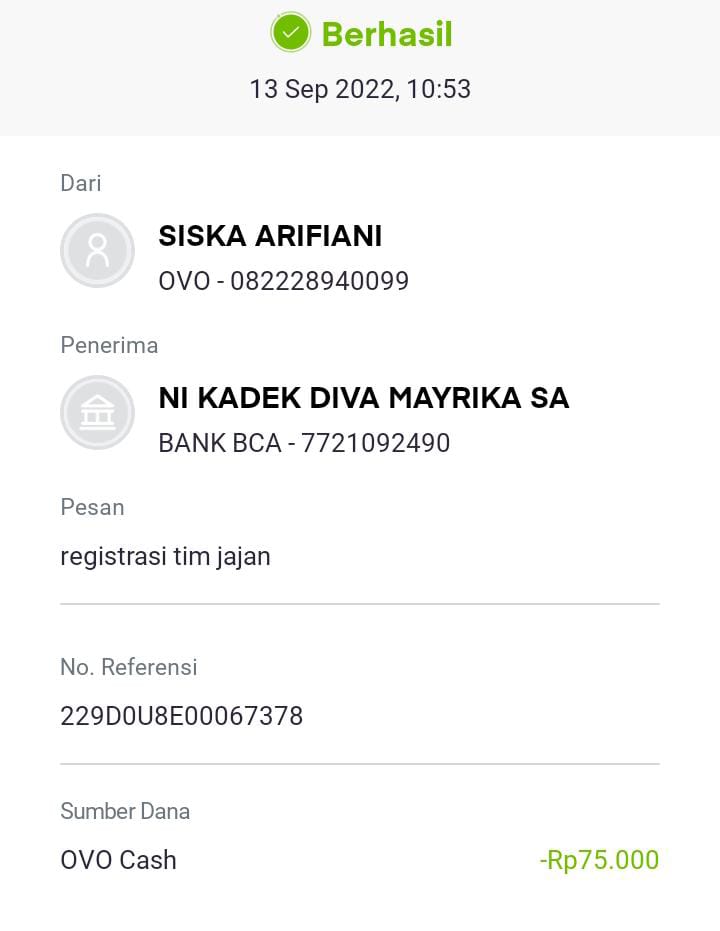 Berhasil
13 Sep 2022, 10:53
Dari
SISKA ARIFIANI
OVO - 082228940099
Penerima
NI KADEK DIVA MAYRIKA SA
BANK BCA - 7721092490
Pesan
registrasi tim jajan
No. Referensi
229D0U8E00067378
Sumber Dana
OVO Cash -Rp75.000